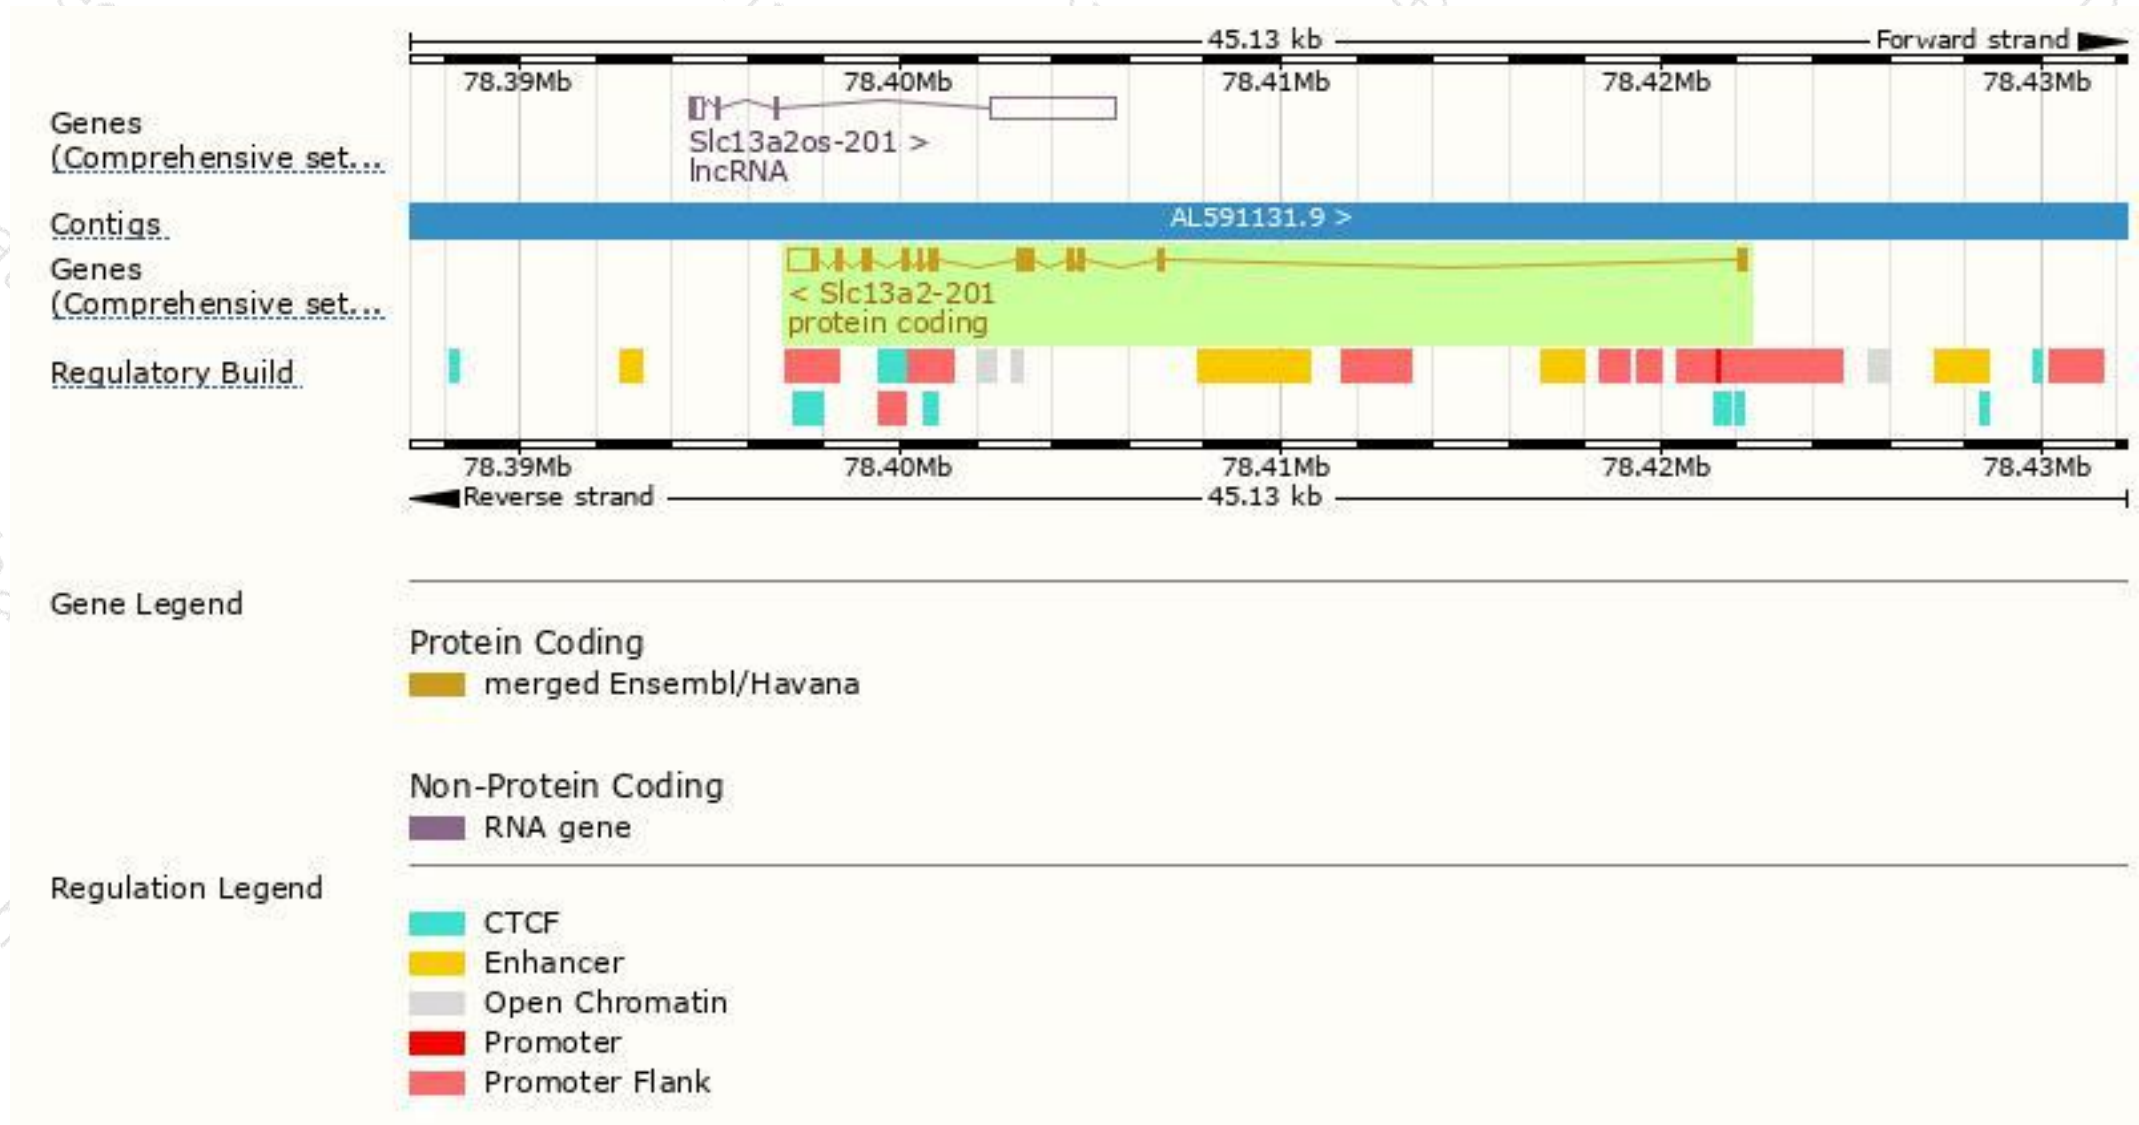 45.13 kb
Forward strand
78.39Mb 78.40Mb 78.41Mb 78.42Mb 78.43Mb
Genes
(Comprehensive set...
Slc13a2os-201 >
lncRNA
Contigs
AL591131.9 >
Genes
(Comprehensive set...
< Slc13a2-201
protein coding
Regulatory Build
78.39Mb 78.40Mb 78.41Mb 78.42Mb 78.43Mb
Reverse strand
45.13 kb
Gene Legend
Protein Coding
merged Ensembl/Havana
Non-Protein Coding
RNA gene
Regulation Legend
CTCF
Enhancer
Open Chromatin
Promoter
Promoter Flank